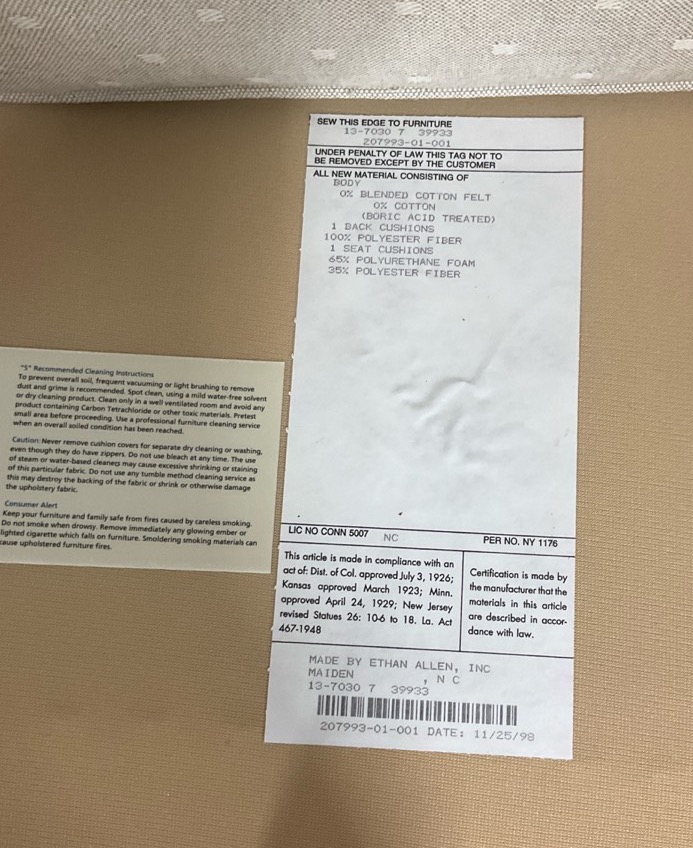 SEW THIS EDGE TO FURNITURE
13-7030 7 39933
207993-01-001
UNDER PENALTY OF LAW THIS TAG NOT TO
BE REMOVED EXCEPT BY THE CUSTOMER
ALL NEW MATERIAL CONSISTING OF
BODY
0% BLENDED COTTON FELT
0% COTTON
(BORIC ACID TREATED)
1 BACK CUSHIONS
100% POLYESTER FIBER
1 SEAT CUSHIONS
65% POLYURETHANE FOAM
35% POLYESTER FIBER
LIC NO CONN 5007 NC PER NO. NY 1176
This article is made in compliance with an
act of: Dist. of Col. approved July 3, 1926;
Kansas approved March 1923; Minn.
approved April 24, 1929; New Jersey
revised Statues 26: 10-6 to 18. La. Act
467-1948
Certification is made by
the manufacturer that the
materials in this article
are described in accor-
dance with law.
MADE BY ETHAN ALLEN, INC
MAIDEN , N C
13-7030 7 39933
207993-01-001 DATE: 11/25/98
"S" Recommended Cleaning Instructions
To prevent overall soil, frequent vacuuming or light brushing to remove
dust and grime is recommended. Spot clean, using a mild water-free solvent
or dry cleaning product. Clean only in a well ventilated room and avoid any
product containing Carbon Tetrachloride or other toxic materials. Pretest
small area before proceeding. Use a professional furniture cleaning service
when an overall soiled condition has been reached.
Caution: Never remove cushion covers for separate dry cleaning or washing,
even though they do have zippers. Do not use bleach at any time. The use
of steam or water-based cleaners may cause excessive shrinking or staining
of this particular fabric. Do not use any tumble method cleaning service as
this may destroy the backing of the fabric or shrink or otherwise damage
the upholstery fabric.
Consumer Alert
Keep your furniture and family safe from fires caused by careless smoking.
Do not smoke when drowsy. Remove immediately any glowing ember or
lighted cigarette which falls on furniture. Smoldering smoking materials can
cause upholstered furniture fires.